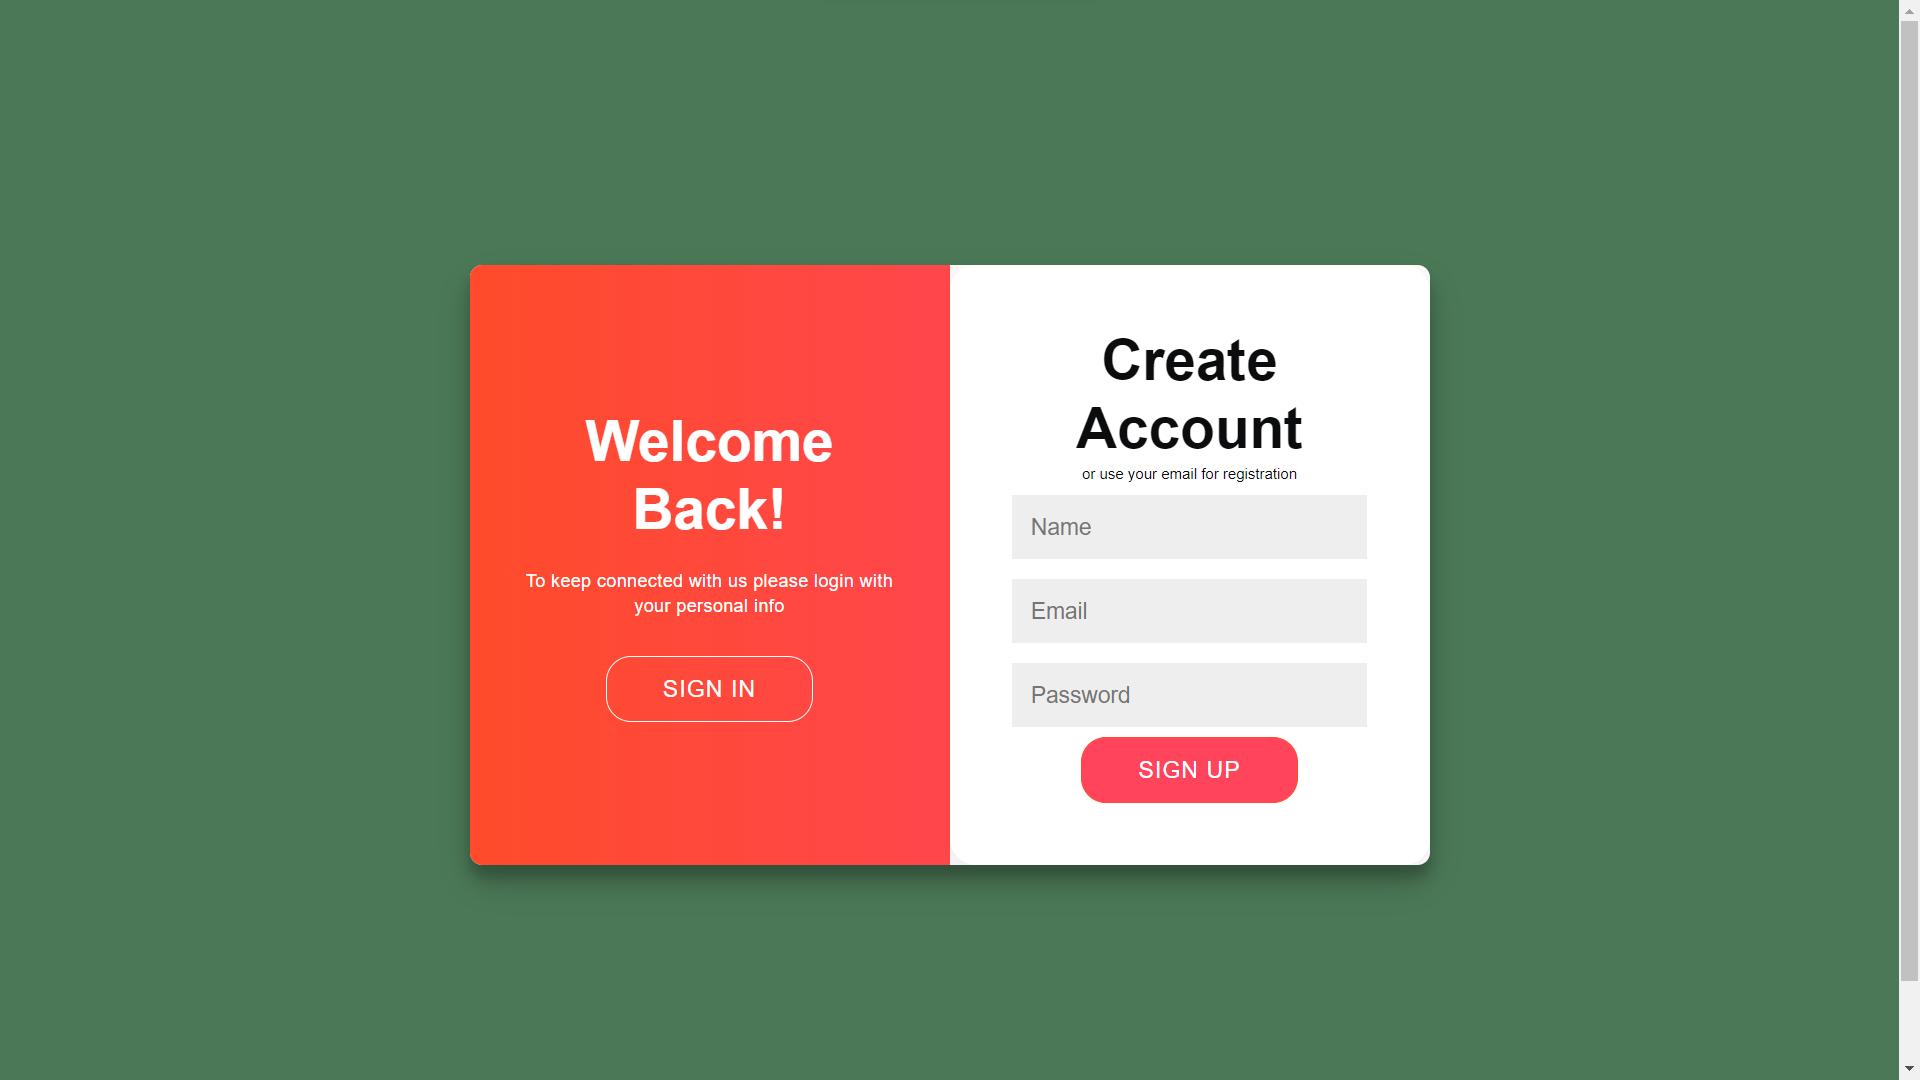 Welcome
Back!
To keep connected with us please login with
your personal info
SIGN IN
Create
Account
or use your email for registration
Name
Email
Password
SIGN UP